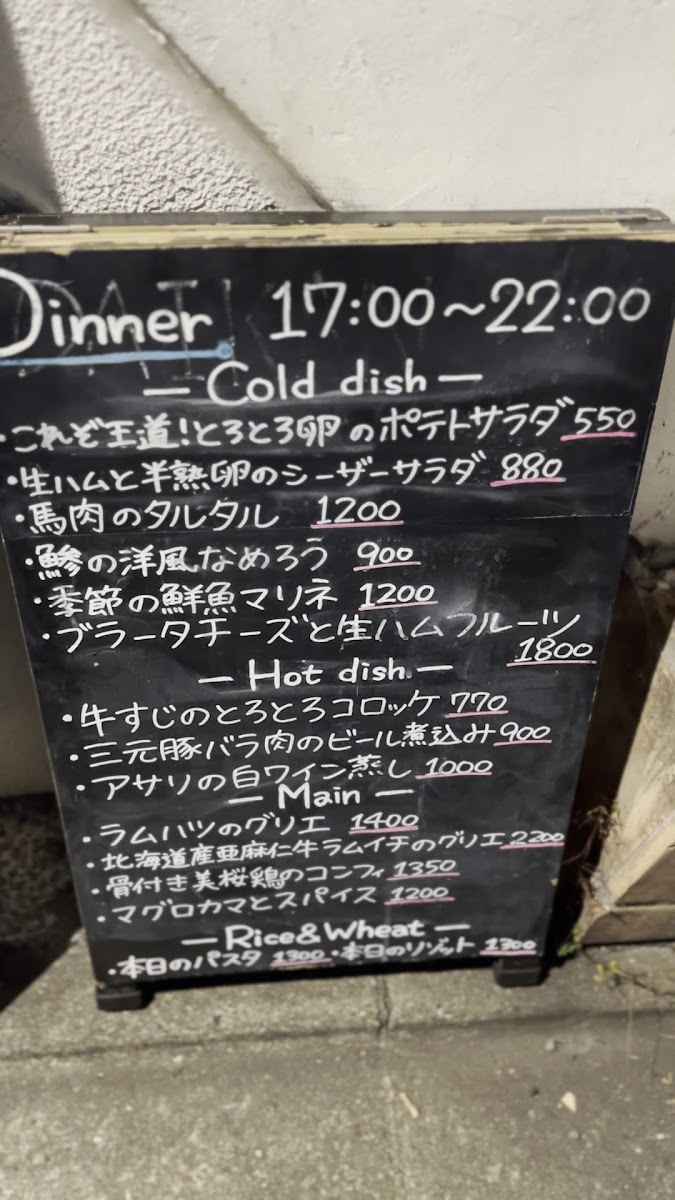 Dinner 17:00~22:00
— Cold dish —
・これぞ王道!とろとろ卵のポテトサラダ 550
・生ハムと半熟卵のシーザーサラダ 880
・馬肉のタルタル 1200
・鯵の洋風なめろう 900
・季節の鮮魚マリネ 1200
・ブラータチーズと生ハムフルーツ
1800
— Hot dish —
・牛すじのとろとろコロッケ 770
・三元豚バラ肉のビール煮込み 900
・アサリの白ワイン蒸し 1000
— Main —
・ラムハツのグリエ 1400
・北海道産亜麻仁牛ラムイチのグリエ 2200
・骨付き美桜鶏のコンフィ 1350
・マグロカマとスパイス 1200
— Rice&Wheat —
・本日のパスタ 1300 ・本日のリゾット 1300